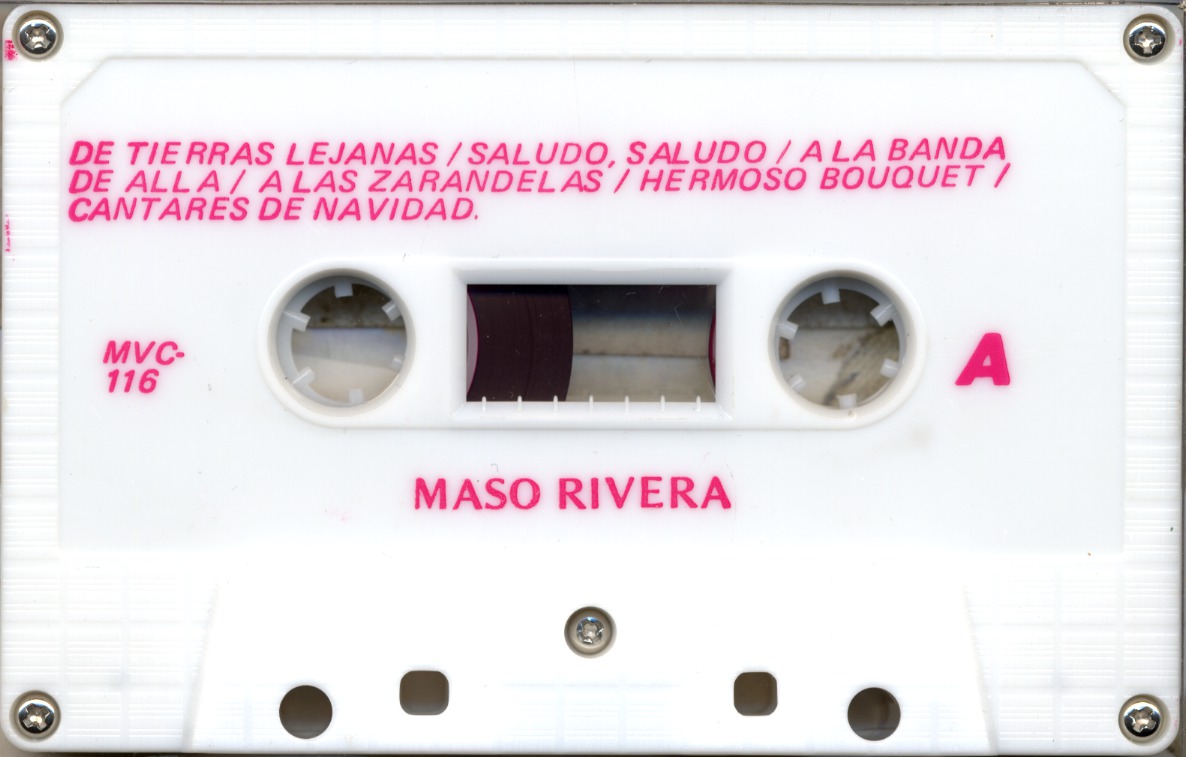 DE TIERRAS LEJANAS / SALUDO, SALUDO / A LA BANDA
DE ALLA / A LAS ZARANDELAS / HERMOSO BOUQUET /
CANTARES DE NAVIDAD.
MVC-
116
A
MASO RIVERA